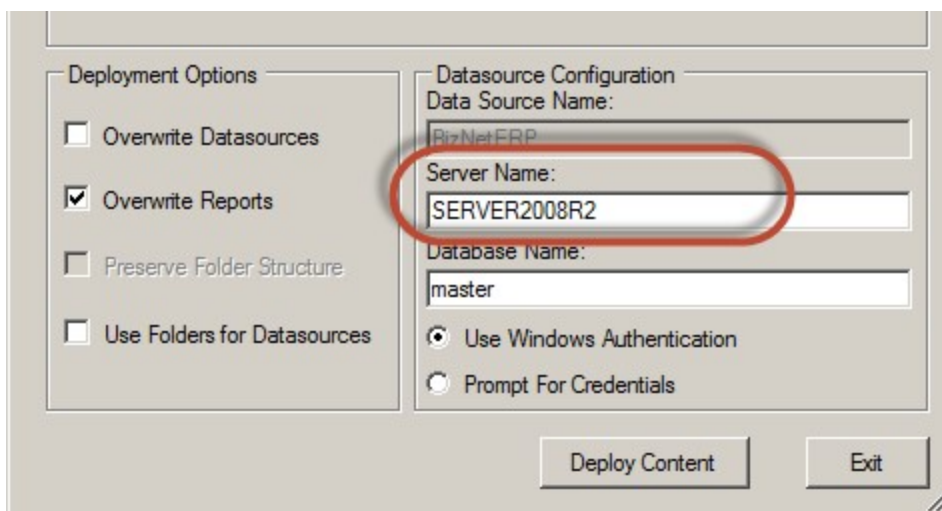 Deployment Options
Overwrite Datasources
Overwrite Reports
Preserve Folder Structure
Use Folders for Datasources
Datasource Configuration
Data Source Name:
BizNetERP
Server Name:
SERVER2008R2
Database Name:
master
Use Windows Authentication
Prompt For Credentials
Deploy Content
Exit